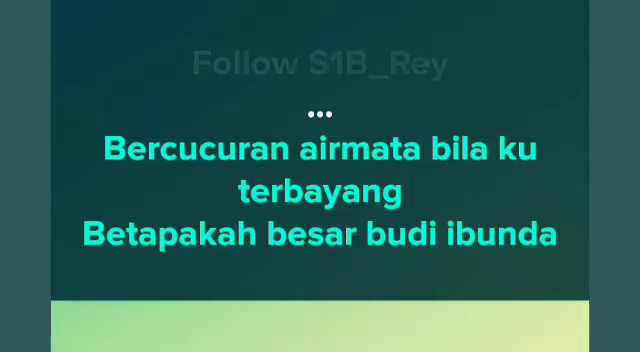 Follow S1B_Rey
...
Bercucuran airmata bila ku
terbayang
Betapakah besar budi ibunda